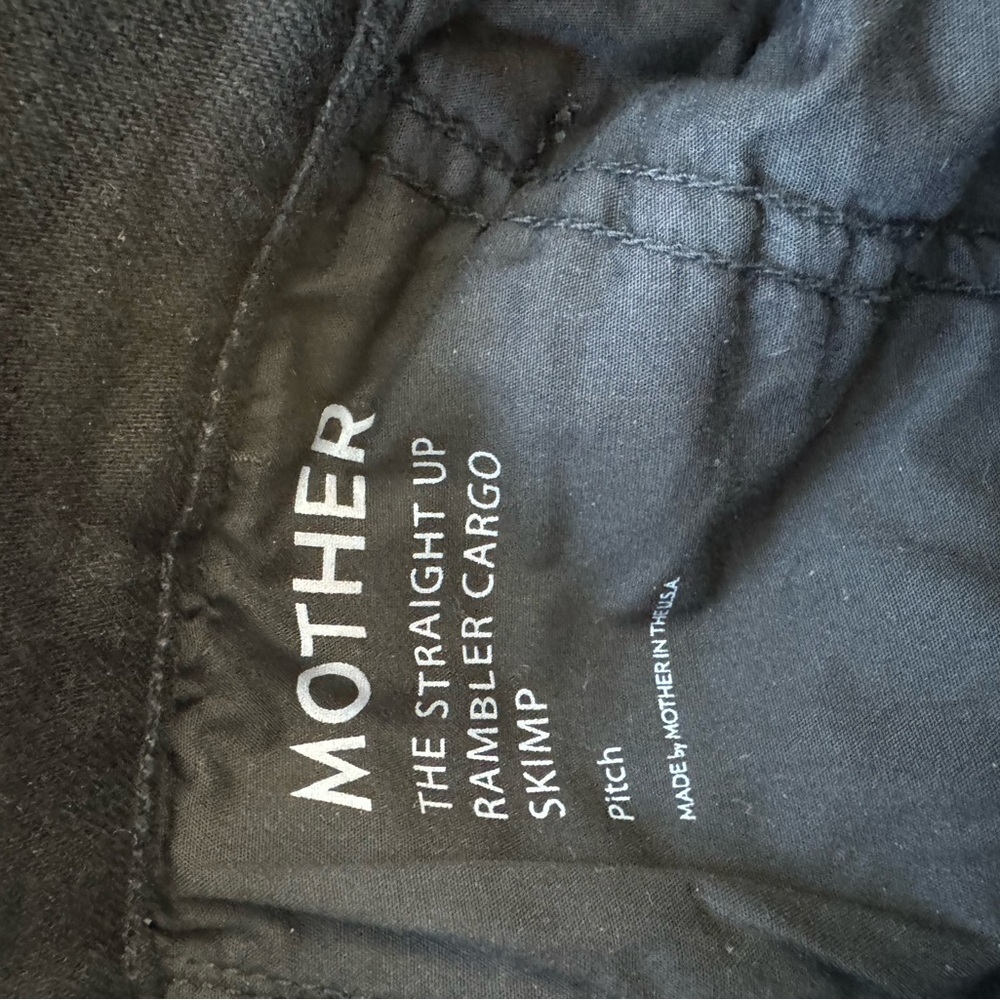 MOTHER
THE STRAIGHT UP
RAMBLER CARGO
SKIMP
Pitch
MADE by MOTHER IN THE U.S.A.